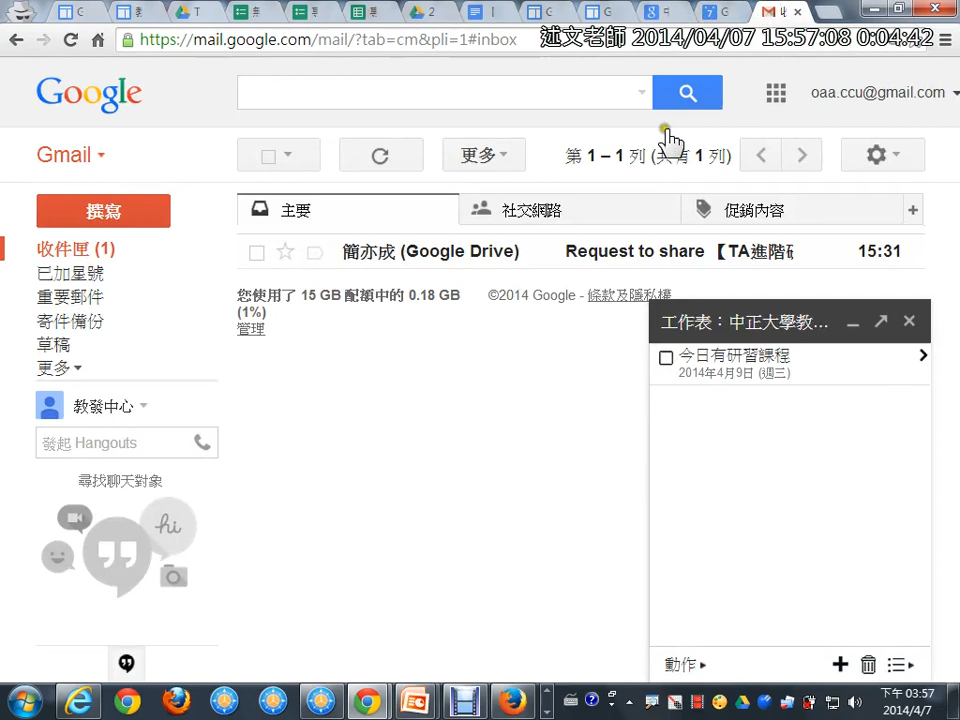 https://mail.google.com/mail/?tab=cm&pli=1#inbox
述文老師 2014/04/07 15:57:08 0:04:42
Google
oaa.ccu@gmail.com
Gmail
更多
第 1－1 列 (共有 1 列)
撰寫
主要
社交網路
促銷內容
收件匣 (1)
簡亦成 (Google Drive)
Request to share 【TA進階研
15:31
已加星號
重要郵件
寄件備份
草稿
更多
您使用了 15 GB 配額中的 0.18 GB (1%)
管理
©2014 Google - 條款及隱私權
工作表：中正大學教...
今日有研習課程
2014年4月9日 (週三)
教發中心
發起 Hangouts
尋找聊天對象
hi
動作
下午 03:57
2014/4/7